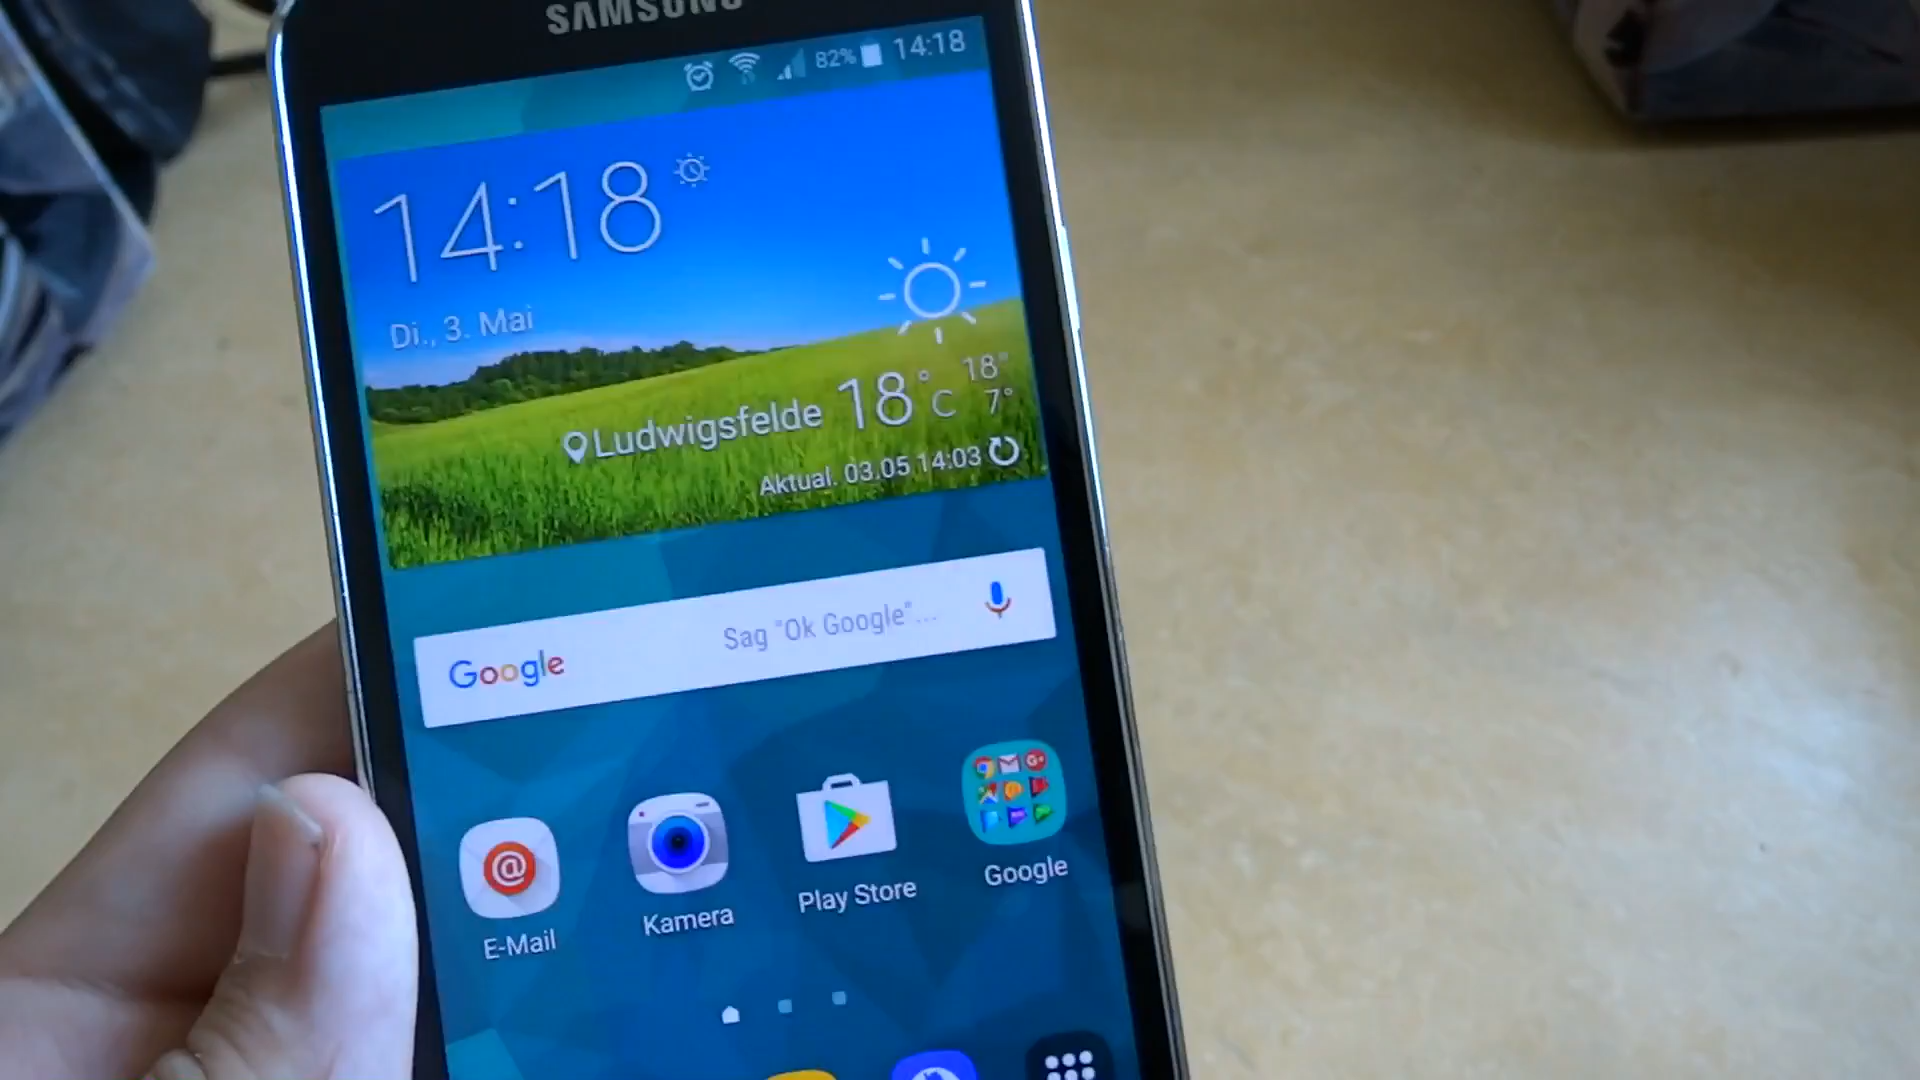 SAMSUNG
82% 14:18
14:18
Di., 3. Mai
Ludwigsfelde 18°C 18° 7°
Aktual. 03.05 14:03
Google Sag "Ok Google"...
E-Mail Kamera Play Store Google